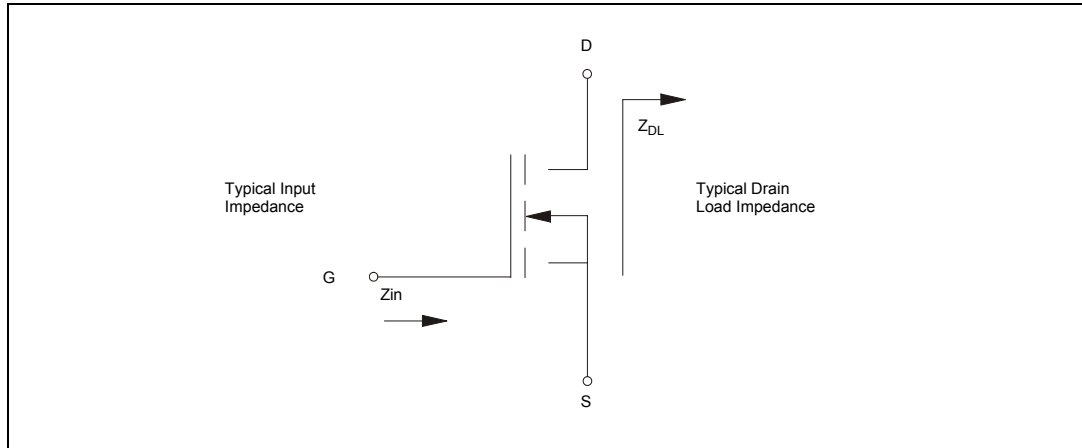 D
Z_DL
Typical Input
Impedance
Typical Drain
Load Impedance
G
Zin
S